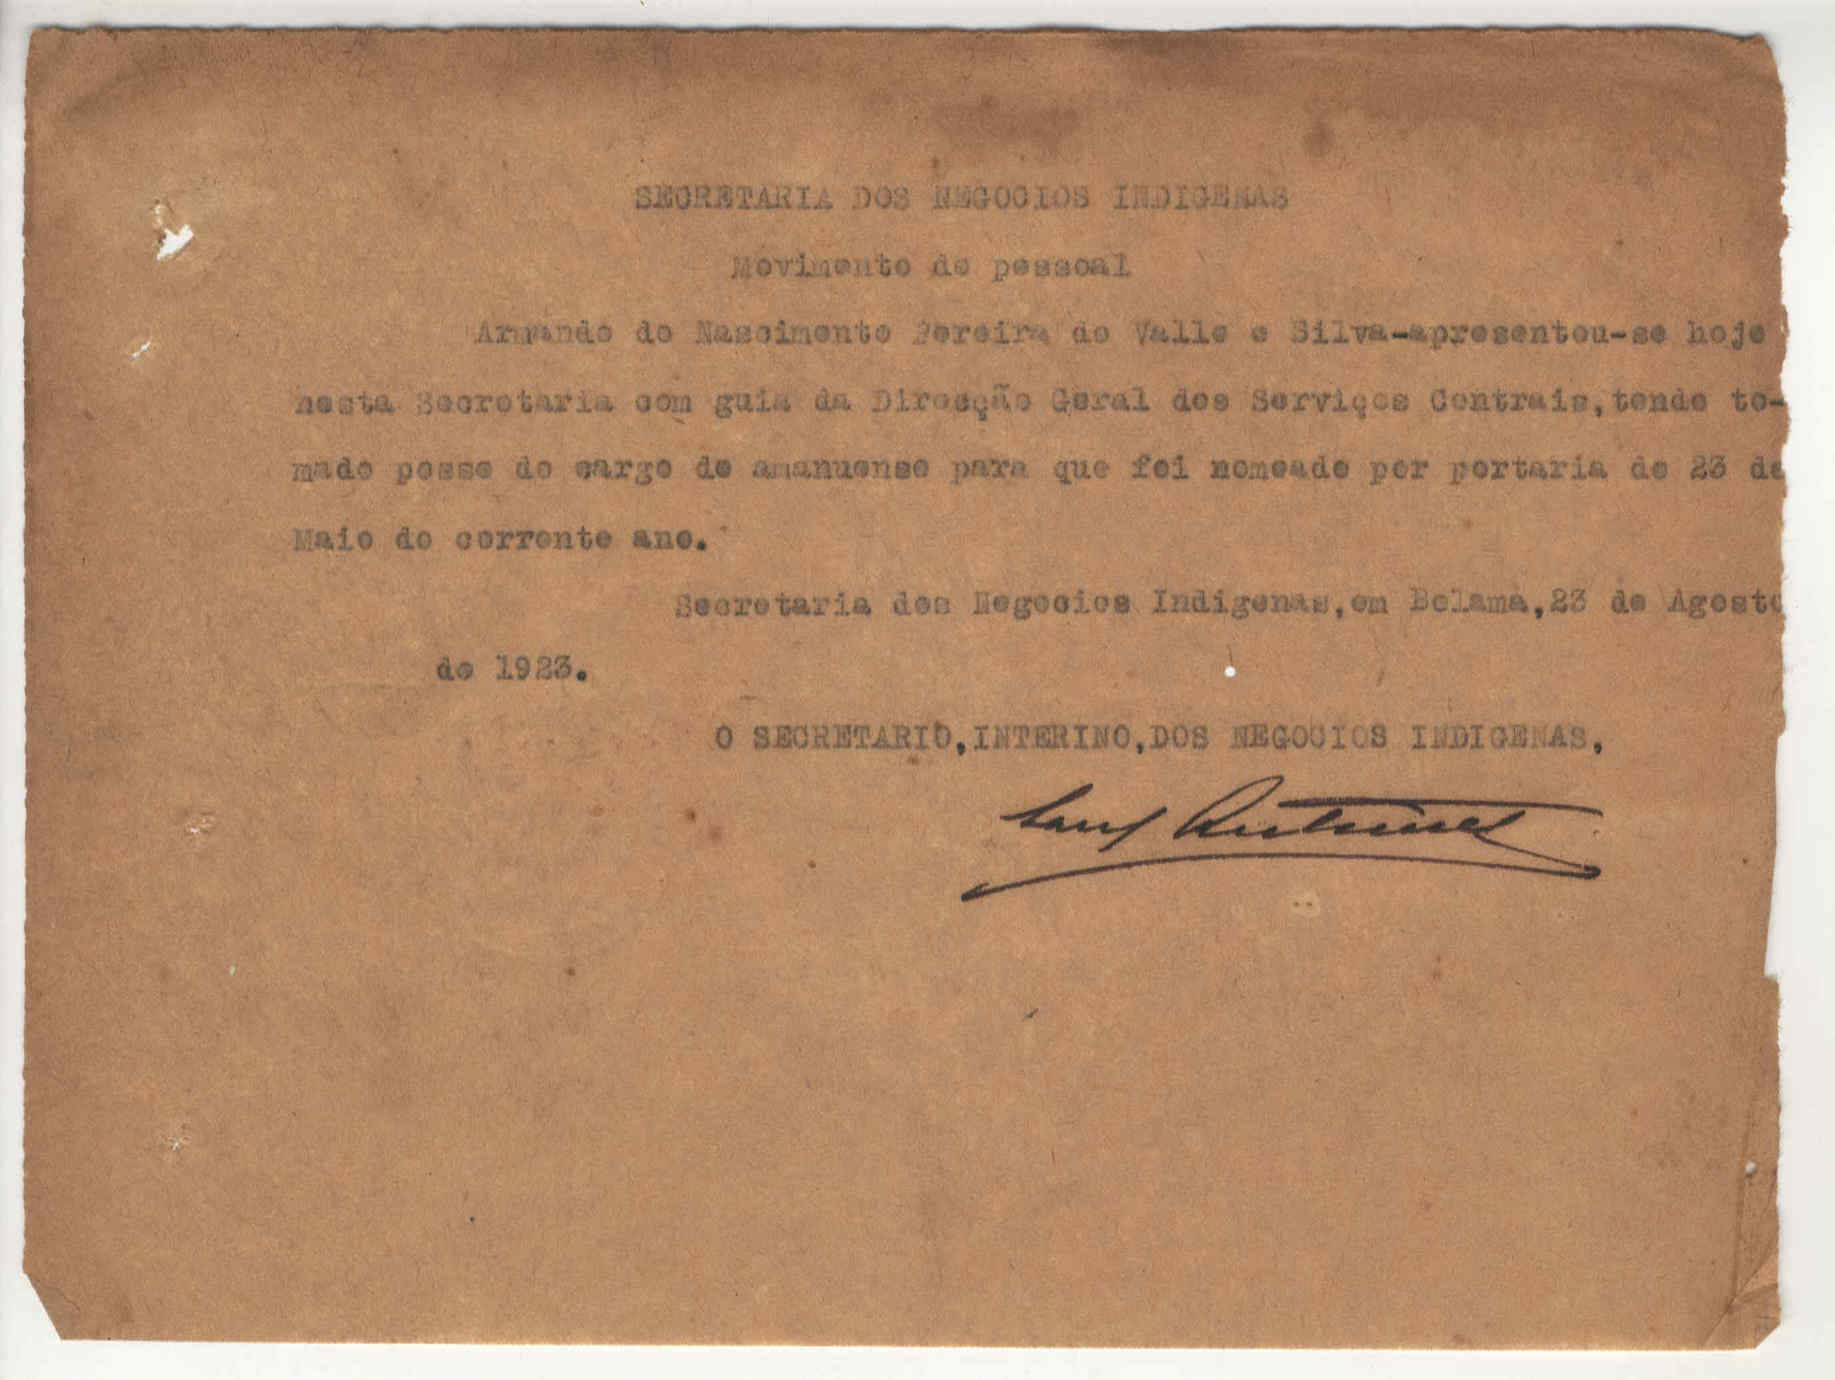 SECRETARIA DOS NEGOCIOS INDIGENAS
Movimento de pessoal
Armando do Nascimento Pereira do Valle e Silva-apresentou-se hoje
nesta Secretaria com guia da Direcção Geral dos Serviços Centrais,tendo to-
mado posse do cargo de amanuense para que foi nomeado por portaria de 23 de
Maio do corrente ano.
Secretaria dos Negocios Indigenas,em Bolama,23 de Agosto
de 1923.
O SECRETARIO,INTERINO,DOS NEGOCIOS INDIGENAS,